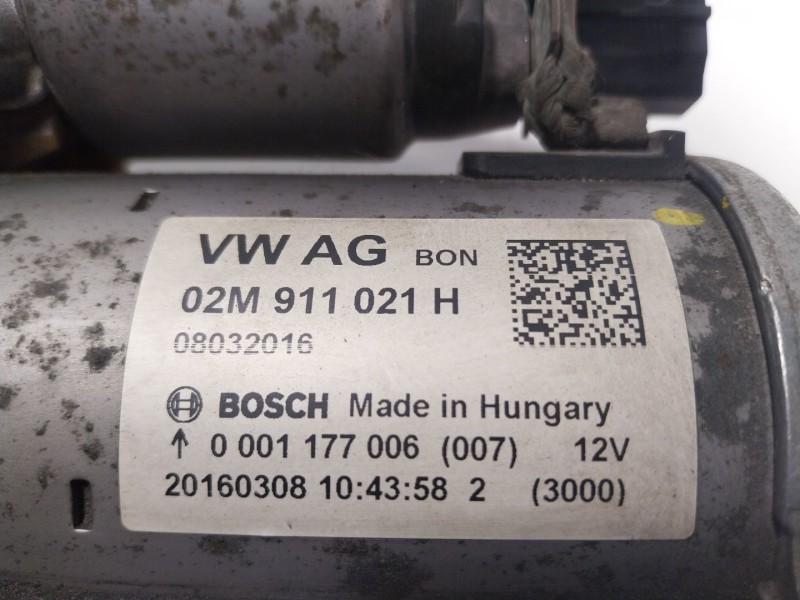 VW AG BON
02M 911 021 H
08032016
BOSCH Made in Hungary
↑ 0 001 177 006 (007) 12V
20160308 10:43:58 2 (3000)